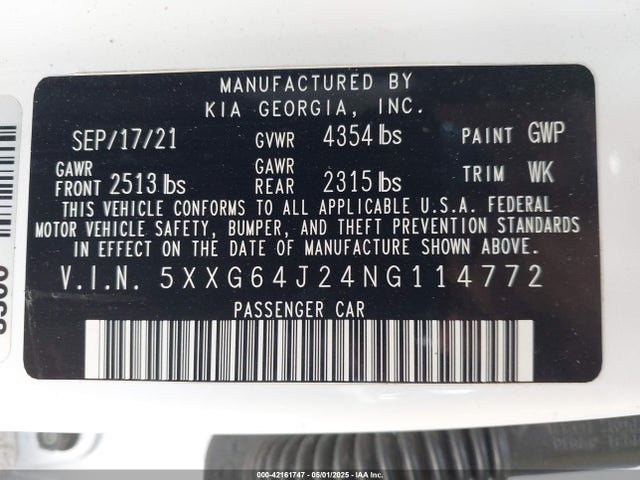 MANUFACTURED BY
KIA GEORGIA, INC.
SEP/17/21 GVWR 4354 lbs PAINT GWP
GAWR FRONT 2513 lbs GAWR REAR 2315 lbs TRIM WK
THIS VEHICLE CONFORMS TO ALL APPLICABLE U.S.A. FEDERAL
MOTOR VEHICLE SAFETY, BUMPER, AND THEFT PREVENTION STANDARDS
IN EFFECT ON THE DATE OF MANUFACTURE SHOWN ABOVE.
V.I.N. 5XXG64J24NG114772
PASSENGER CAR
000-42161747 05/01/2025 IAA Inc.